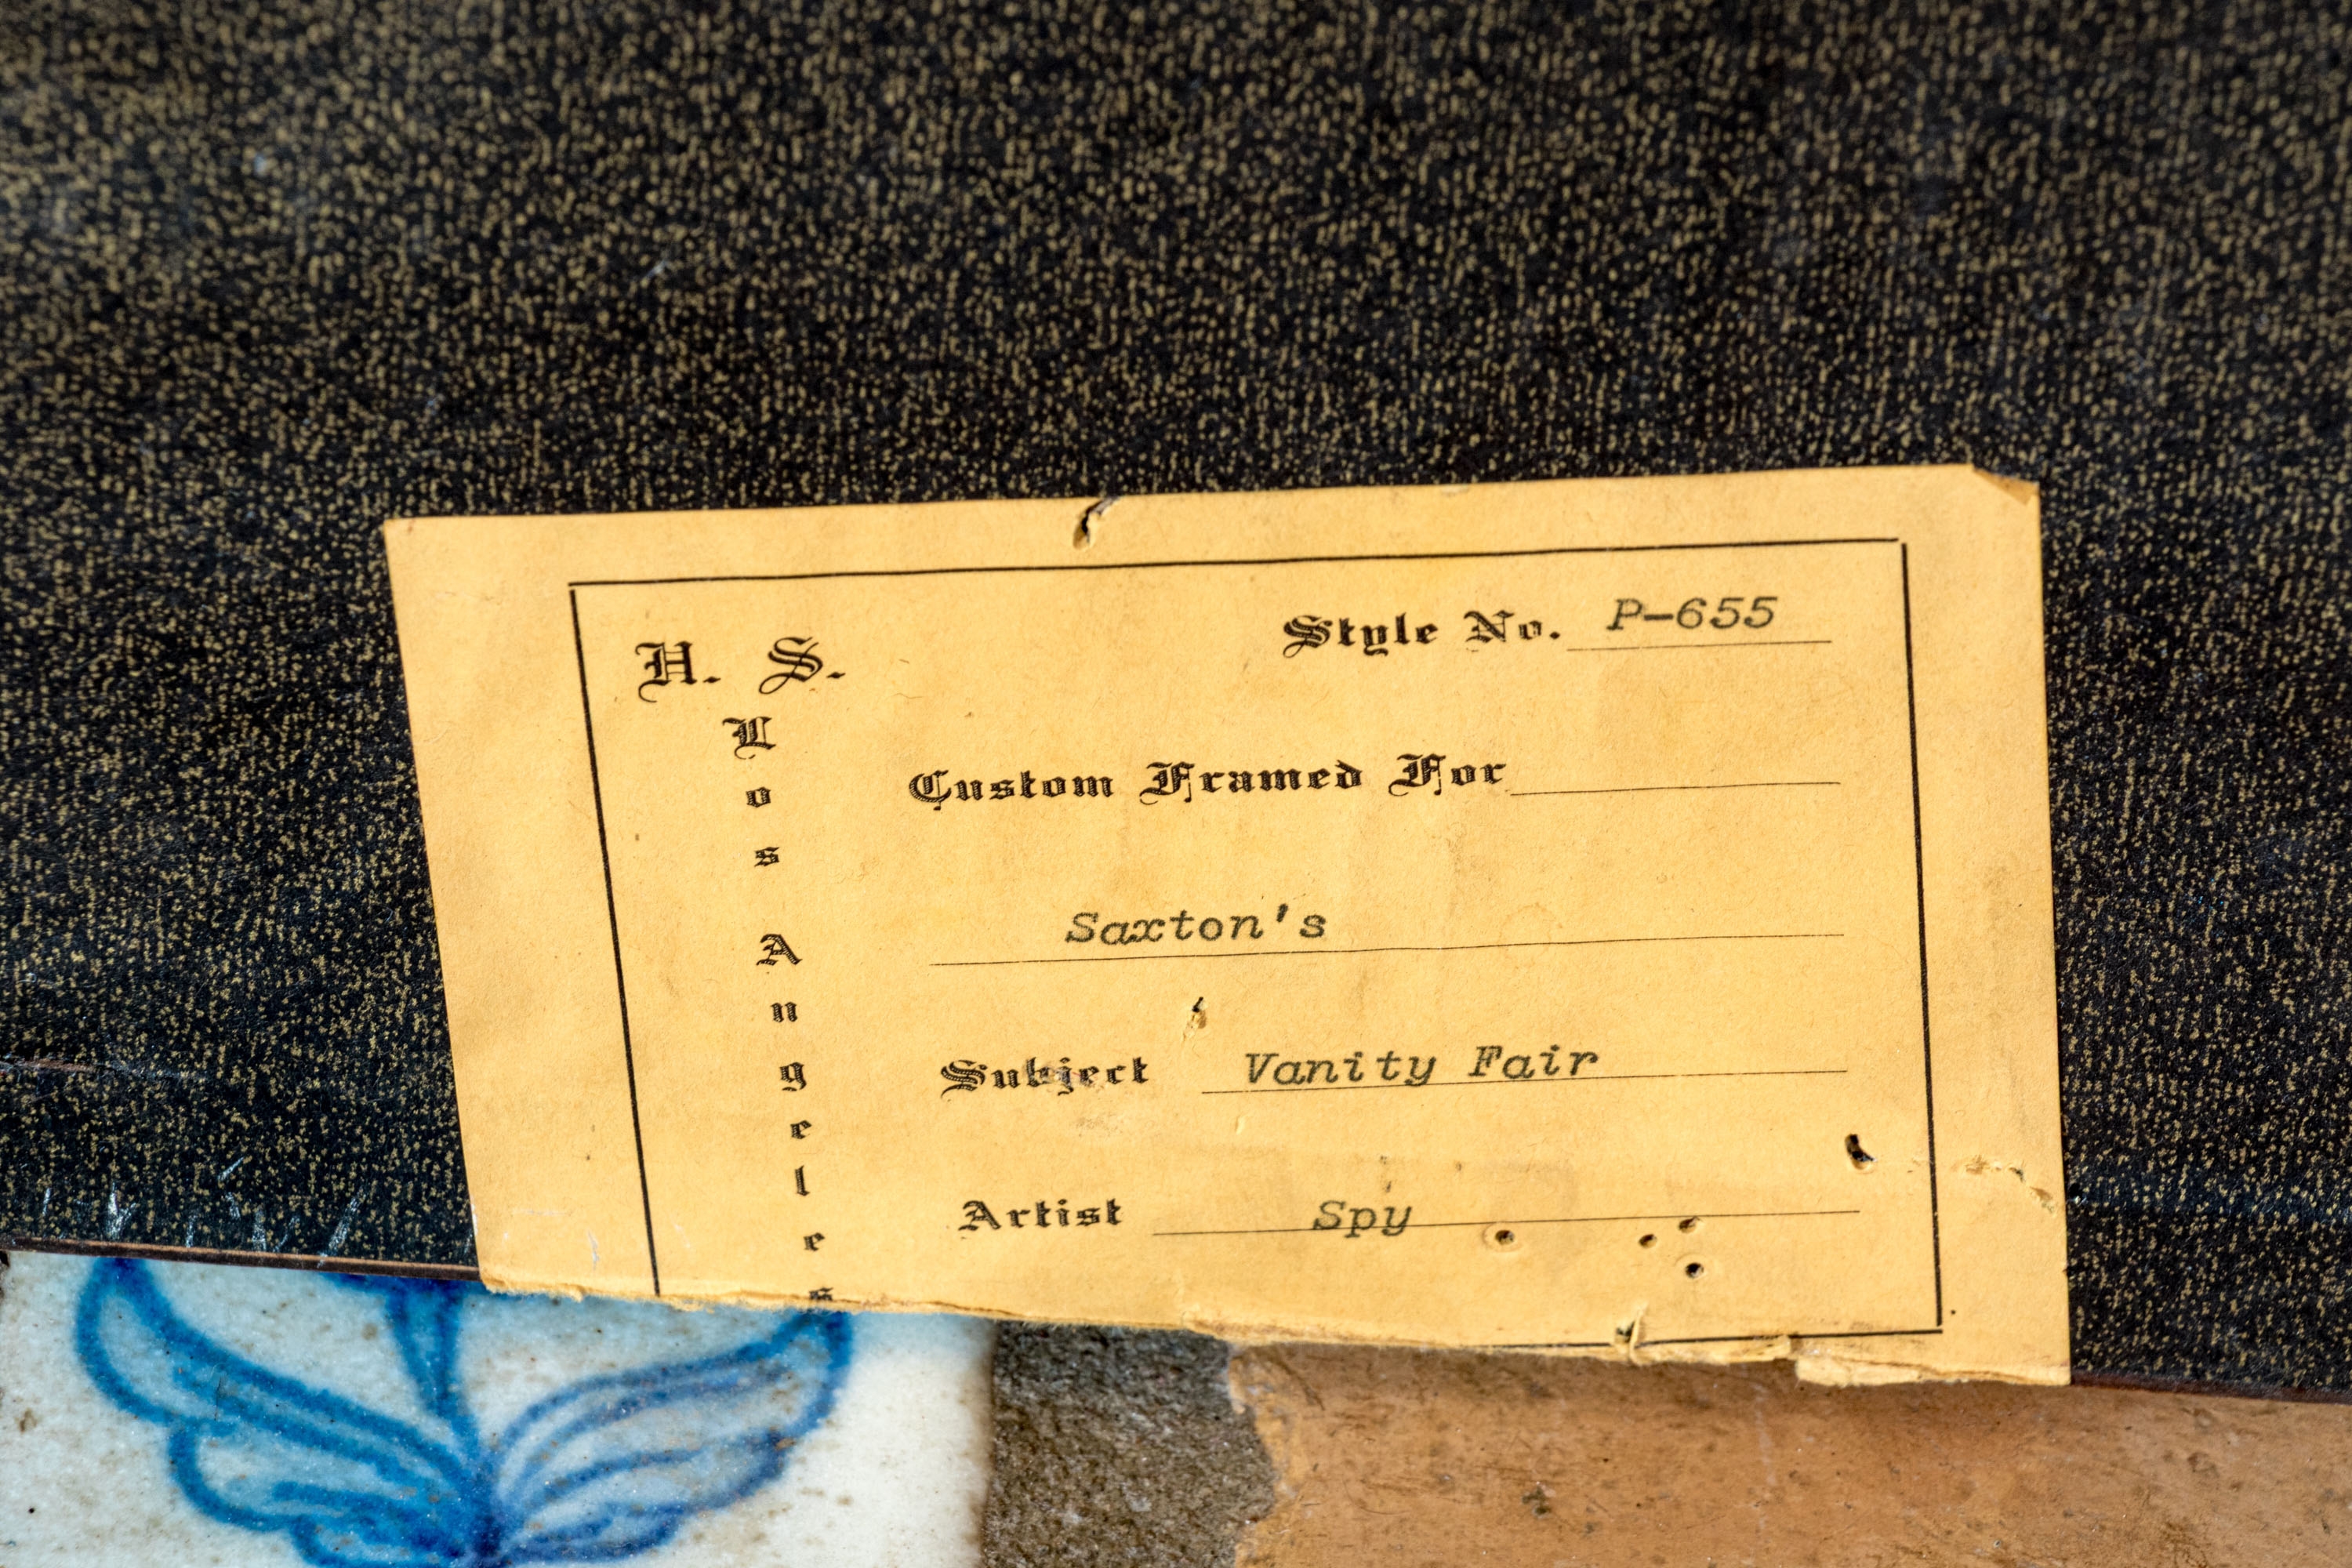 Style No. P-655
H. S.
Los Angeles
Custom Framed For
Saxton's
Subject Vanity Fair
Artist Spy